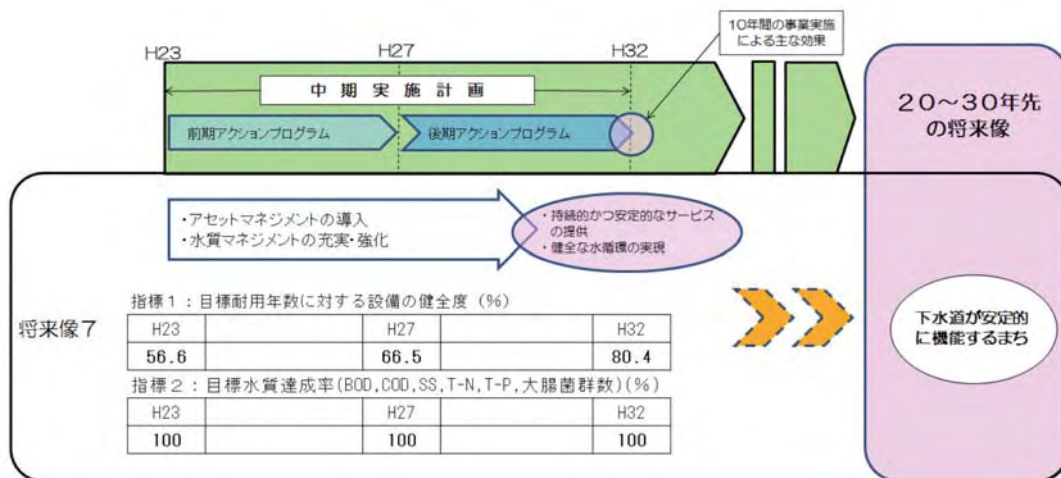 10年間の事業実施
による主な効果
H23
H27
H32
中期実施計画
前期アクションプログラム
後期アクションプログラム
20～30年先
の将来像
・アセットマネジメントの導入
・水質マネジメントの充実・強化
・持続的かつ安定的なサービス
の提供
・健全な水循環の実現
将来像7
指標1：目標耐用年数に対する設備の健全度（%）
H23 H27 H32
56.6 66.5 80.4
指標2：目標水質達成率(BOD,COD,SS,T-N,T-P,大腸菌群数)(%)
H23 H27 H32
100 100 100
下水道が安定的
に機能するまち